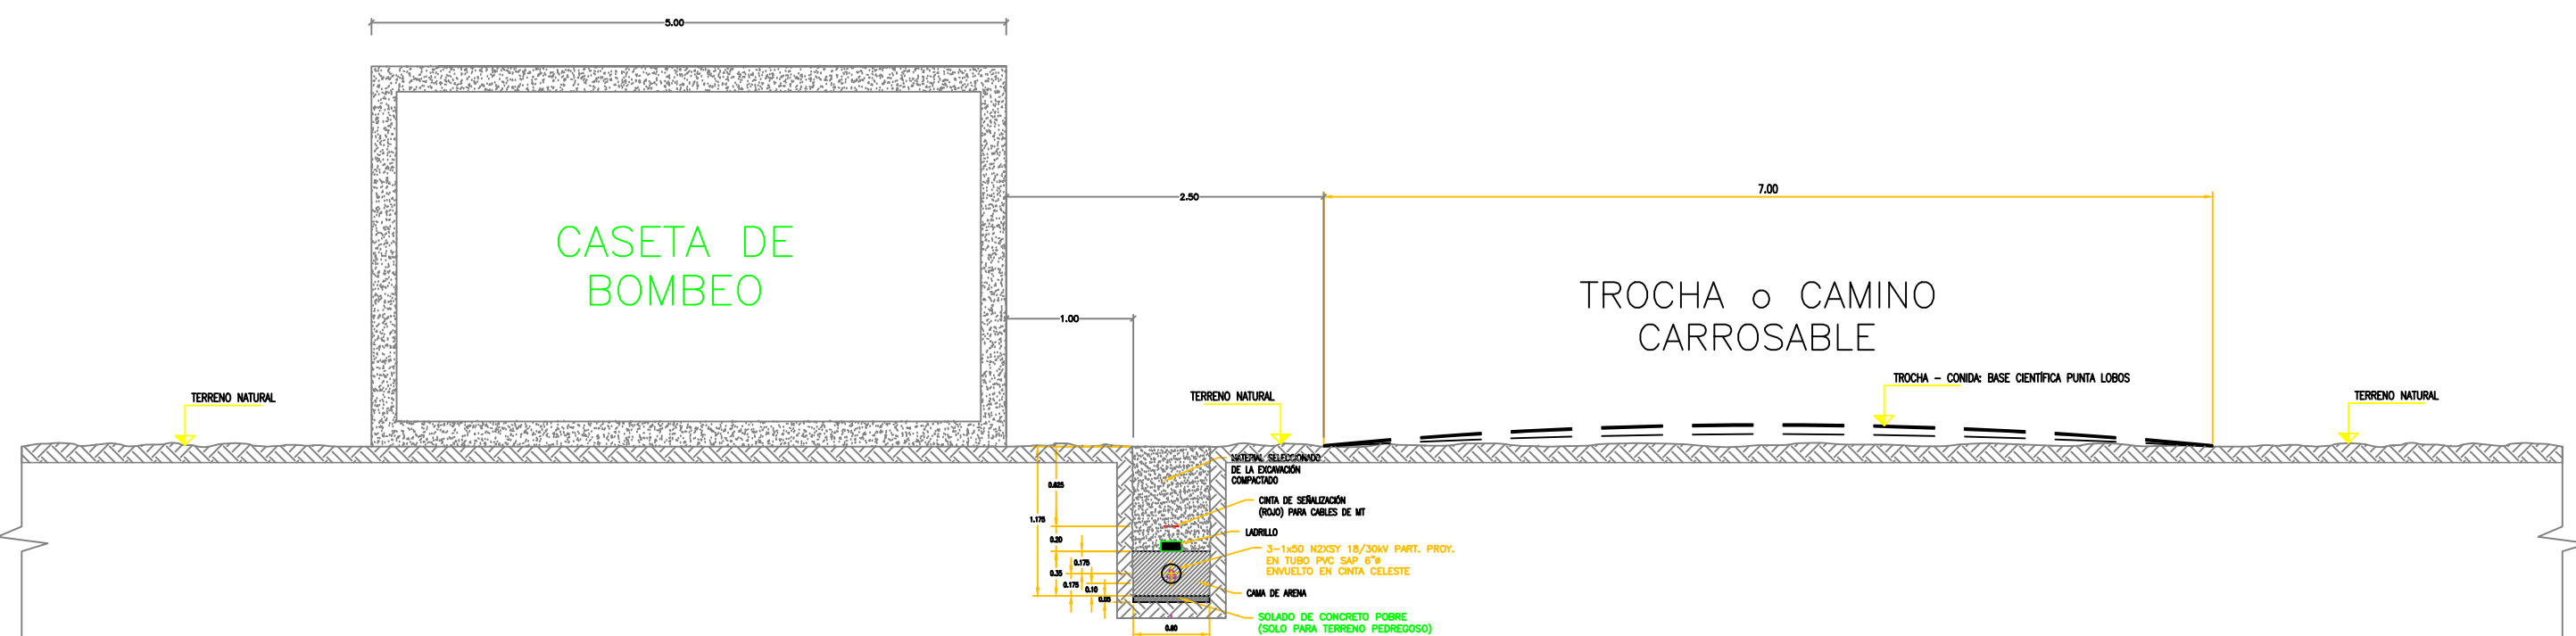 5.00
2.50
7.00
CASETA DE
BOMBEO
TROCHA o CAMINO
CARROSABLE
1.00
TERRENO NATURAL
TERRENO NATURAL
TROCHA – CONIDA: BASE CIENTÍFICA PUNTA LOBOS
TERRENO NATURAL
MATERIAL SELECCIONADO
DE LA EXCAVACIÓN
COMPACTADO
0.625
CINTA DE SEÑALIZACIÓN
(ROJO) PARA CABLES DE MT
1.175
LADRILLO
0.20
3-1x50 N2XSY 18/30kV PART. PROY.
EN TUBO PVC SAP 6"ø
ENVUELTO EN CINTA CELESTE
0.175
0.35
0.175
0.10
0.05
CAMA DE ARENA
SOLADO DE CONCRETO POBRE
(SOLO PARA TERRENO PEDREGOSO)
0.60